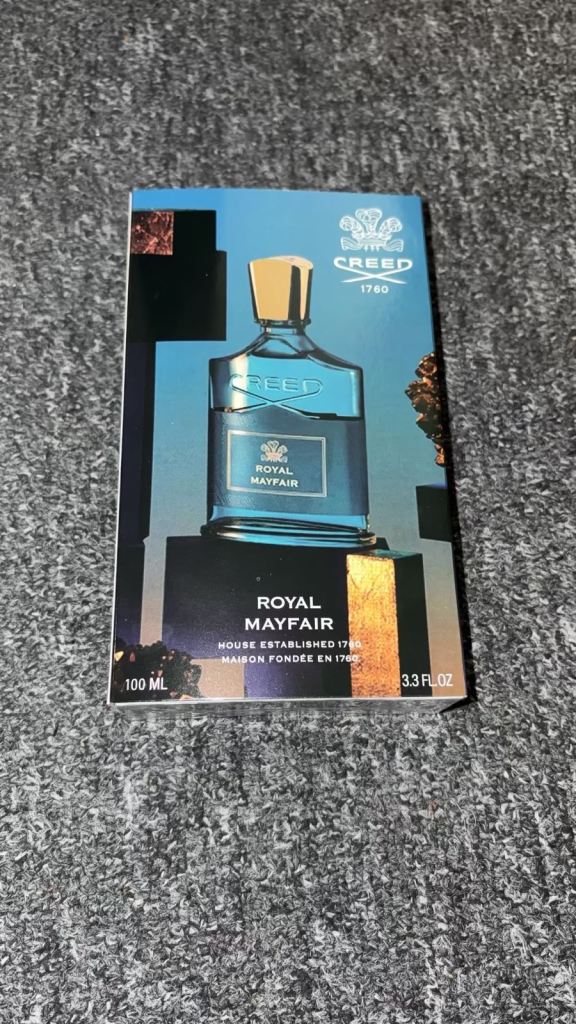 CREED
1760
CREED
ROYAL
MAYFAIR
ROYAL
MAYFAIR
HOUSE ESTABLISHED 1760
MAISON FONDÉE EN 1760
100 ML
3.3 FL.OZ